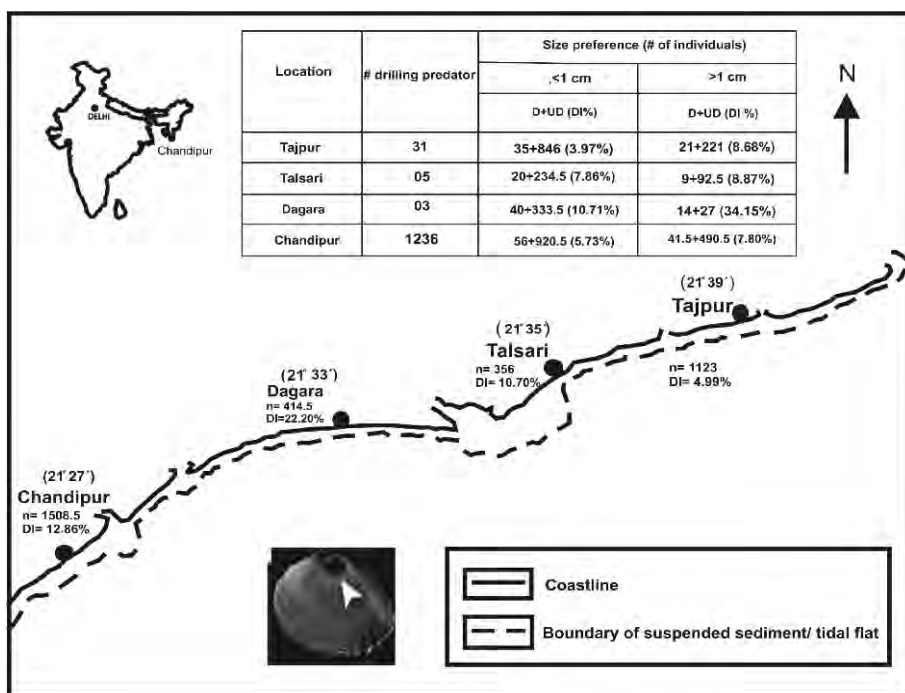 Location
# drilling predator
Size preference (# of individuals)
,<1 cm
>1 cm
D+UD (DI%)
D+UD (DI %)
Tajpur 31 35+846 (3.97%) 21+221 (8.68%)
Talsari 05 20+234.5 (7.86%) 9+92.5 (8.87%)
Dagara 03 40+333.5 (10.71%) 14+27 (34.15%)
Chandipur 1236 56+920.5 (5.73%) 41.5+490.5 (7.80%)
DELHI
Chandipur
N
(21°39´)
Tajpur
n= 1123
DI= 4.99%
(21°35´)
Talsari
n= 356
DI= 10.70%
(21°33´)
Dagara
n= 414.5
DI=22.20%
(21°27´)
Chandipur
n= 1508.5
DI= 12.86%
Coastline
Boundary of suspended sediment/ tidal flat